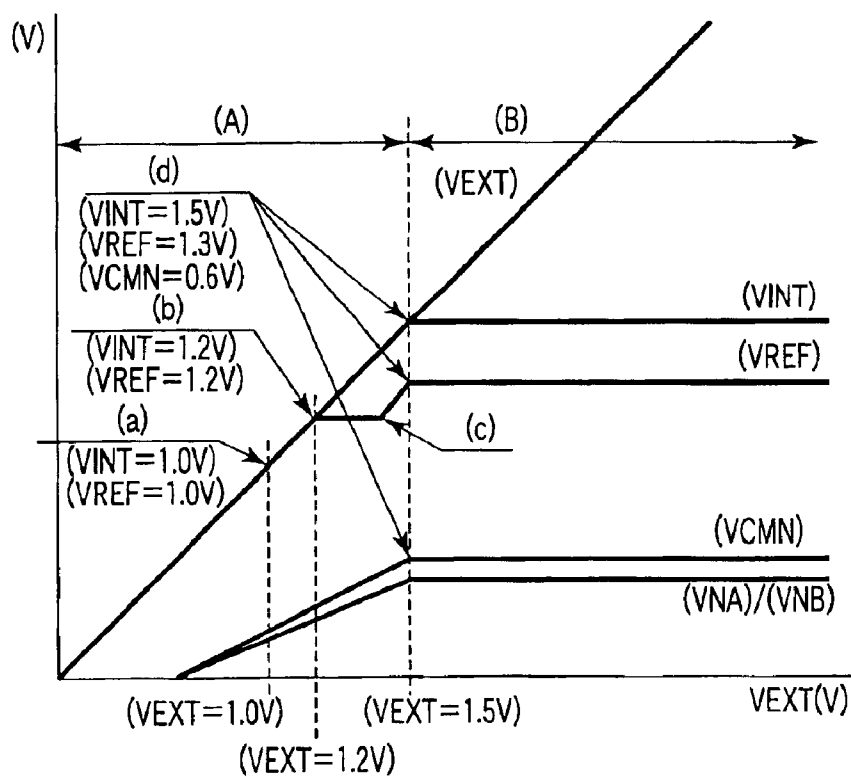 (V)
(A)
(B)
(d)
(VINT=1.5V)
(VREF=1.3V)
(VCMN=0.6V)
(VEXT)
(b)
(VINT=1.2V)
(VREF=1.2V)
(VINT)
(VREF)
(a)
(c)
(VINT=1.0V)
(VREF=1.0V)
(VCMN)
(VNA)/(VNB)
(VEXT=1.0V)
(VEXT=1.5V)
VEXT(V)
(VEXT=1.2V)